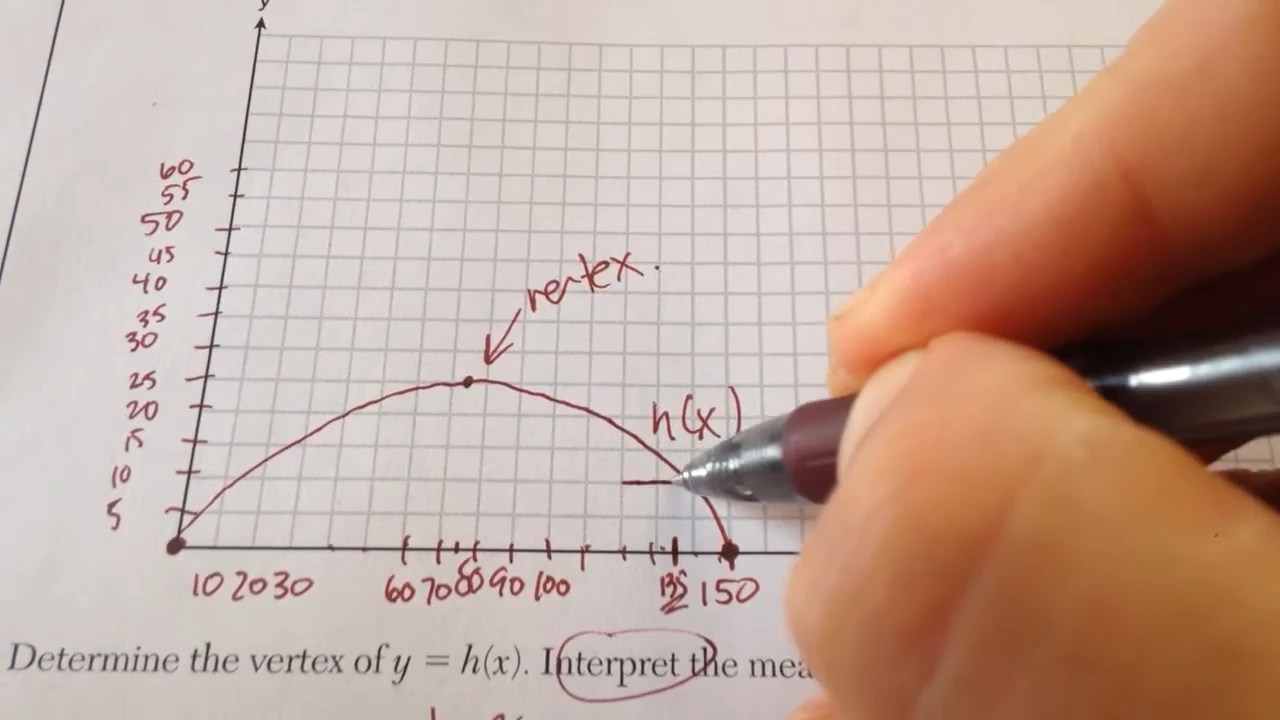 y
60
55
50
45
40
35
30
25
20
15
10
5
vertex.
h(x)
10 20 30 60 70 80 90 100 135 150
Determine the vertex of y = h(x). Interpret the mea